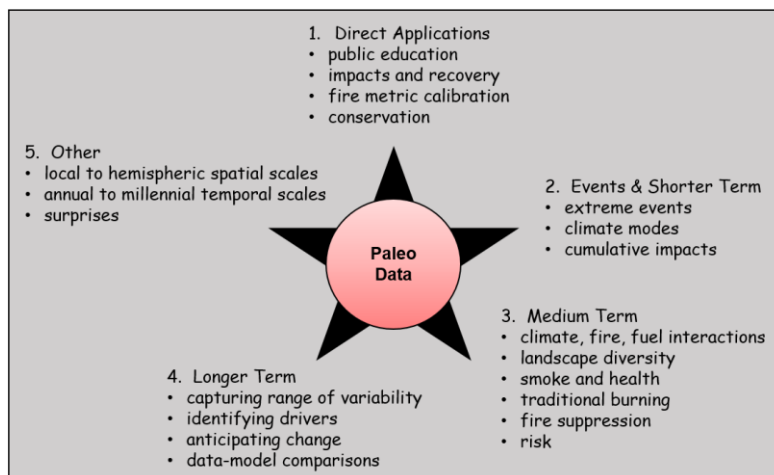 1. Direct Applications
• public education
• impacts and recovery
• fire metric calibration
• conservation
2. Events & Shorter Term
• extreme events
• climate modes
• cumulative impacts
3. Medium Term
• climate, fire, fuel interactions
• landscape diversity
• smoke and health
• traditional burning
• fire suppression
• risk
4. Longer Term
• capturing range of variability
• identifying drivers
• anticipating change
• data-model comparisons
5. Other
• local to hemispheric spatial scales
• annual to millennial temporal scales
• surprises
Paleo
Data